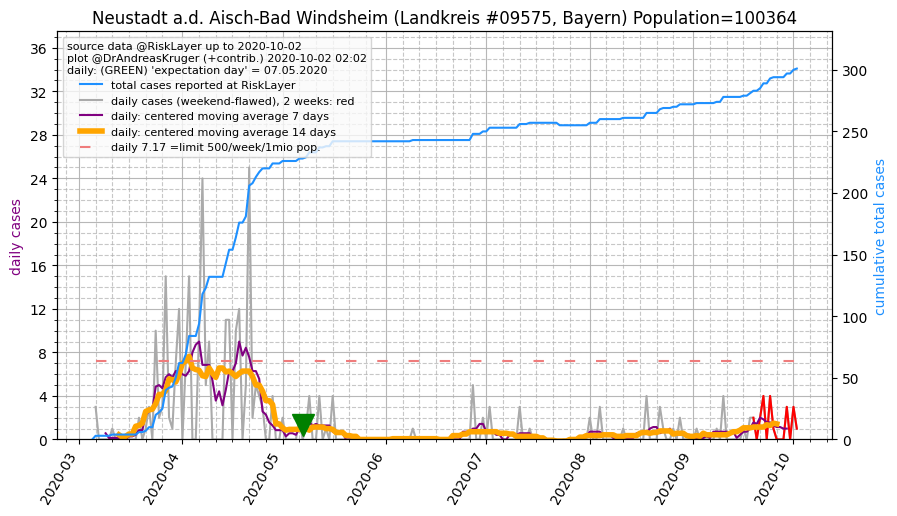 Neustadt a.d. Aisch-Bad Windsheim (Landkreis #09575, Bayern) Population=100364
source data @RiskLayer up to 2020-10-02
plot @DrAndreasKruger (+contrib.) 2020-10-02 02:02
daily: (GREEN) 'expectation day' = 07.05.2020
total cases reported at RiskLayer
daily cases (weekend-flawed), 2 weeks: red
daily: centered moving average 7 days
daily: centered moving average 14 days
daily 7.17 =limit 500/week/1mio pop.
daily cases
36
32
28
24
20
16
12
8
4
0
cumulative total cases
300
250
200
150
100
50
0
2020-03
2020-04
2020-05
2020-06
2020-07
2020-08
2020-09
2020-10